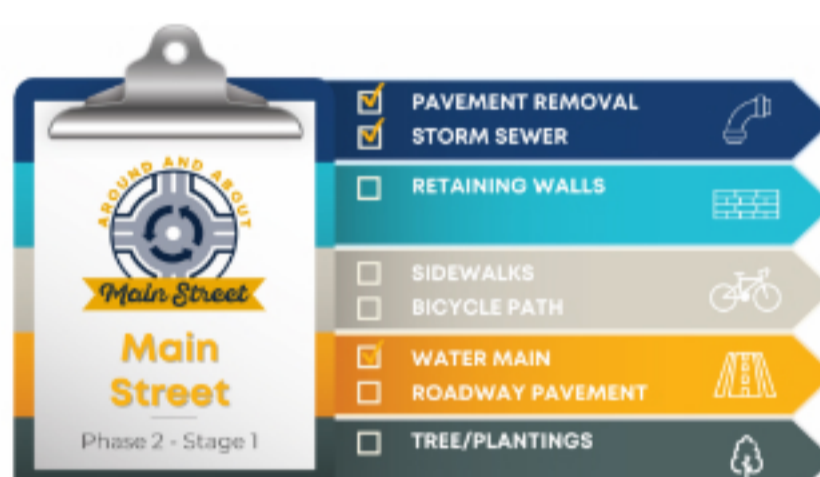 AROUND AND ABOUT
Main Street
Main
Street
Phase 2 - Stage 1
PAVEMENT REMOVAL
STORM SEWER
RETAINING WALLS
SIDEWALKS
BICYCLE PATH
WATER MAIN
ROADWAY PAVEMENT
TREE/PLANTINGS